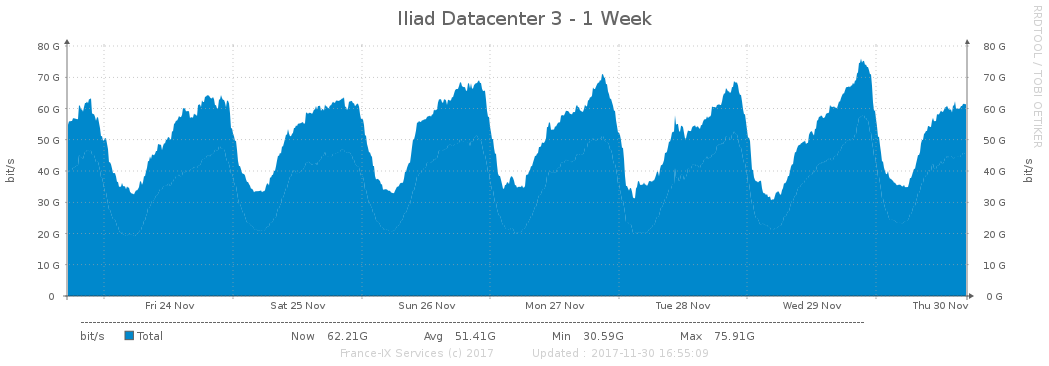 Iliad Datacenter 3 - 1 Week
RRDTOOL / TOBI OETIKER
80 G 80 G
70 G 70 G
60 G 60 G
50 G 50 G
40 G 40 G
30 G 30 G
20 G 20 G
10 G 10 G
0 0 G
bit/s bit/s
Fri 24 Nov Sat 25 Nov Sun 26 Nov Mon 27 Nov Tue 28 Nov Wed 29 Nov Thu 30 Nov
bit/s Total Now 62.21G Avg 51.41G Min 30.59G Max 75.91G
France-IX Services (c) 2017 Updated : 2017-11-30 16:55:09